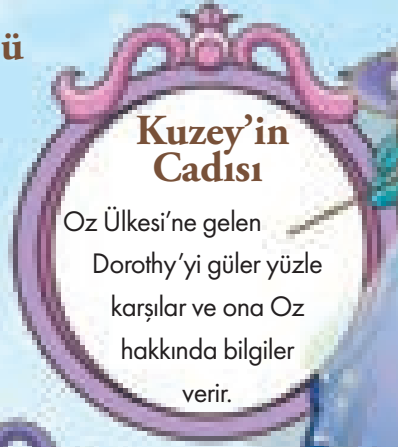 ü
Kuzey’in
Cadısı
Oz Ülkesi’ne gelen
Dorothy’yi güler yüzle
karşılar ve ona Oz
hakkında bilgiler
verir.